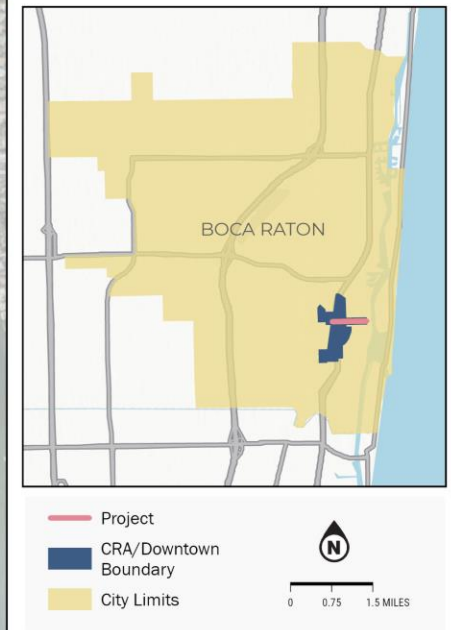 BOCA RATON
Project
CRA/Downtown
Boundary
City Limits
N
0 0.75 1.5 MILES